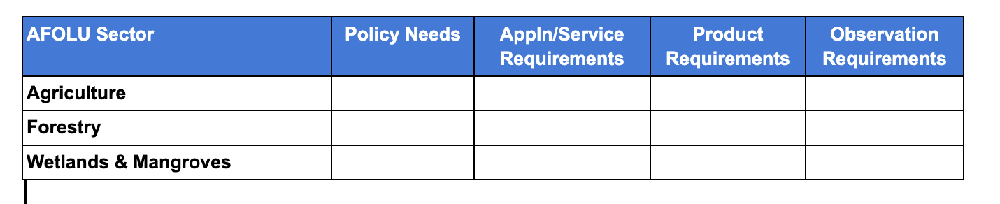 AFOLU Sector
Policy Needs
Appln/Service
Requirements
Product
Requirements
Observation
Requirements
Agriculture
Forestry
Wetlands & Mangroves